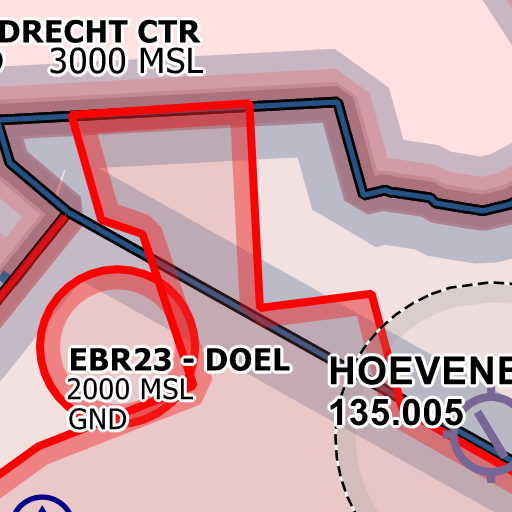 DRECHT CTR
3000 MSL
EBR23 - DOEL
2000 MSL
GND
HOEVENE
135.005